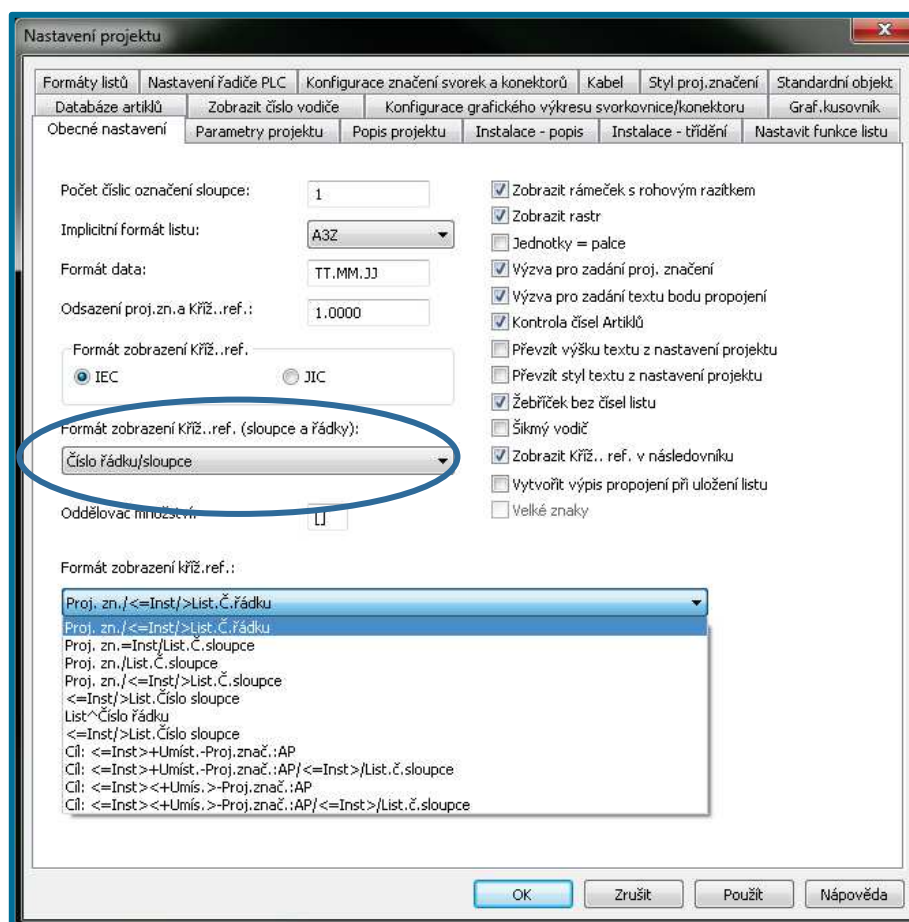 Nastavení projektu
Formáty listů Nastavení řadiče PLC Konfigurace značení svorek a konektorů Kabel Styl proj.značení Standardní objekt
Databáze artiklů Zobrazit číslo vodiče Konfigurace grafického výkresu svorkovnice/konektoru Graf.kusovník
Obecné nastavení Parametry projektu Popis projektu Instalace - popis Instalace - třídění Nastavit funkce listu
Počet číslic označení sloupce: 1
Implicitní formát listu: A3Z
Formát data: TT.MM.JJ
Odsazení proj.zn.a Kříž..ref.: 1.0000
Formát zobrazení Kříž..ref.
IEC JIC
Formát zobrazení Kříž..ref. (sloupce a řádky):
Číslo řádku/sloupce
Oddělovač množství: []
Zobrazit rámeček s rohovým razítkem
Zobrazit rastr
Jednotky = palce
Výzva pro zadání proj. značení
Výzva pro zadání textu bodu propojení
Kontrola čísel Artiklů
Převzít výšku textu z nastavení projektu
Převzít styl textu z nastavení projektu
Žebříček bez čísel listu
Šikmý vodič
Zobrazit Kříž.. ref. v následovníku
Vytvořit výpis propojení při uložení listu
Velké znaky
Formát zobrazení kříž.ref.:
Proj. zn./<=Inst/>List.Č.řádku
Proj. zn./<=Inst/>List.Č.řádku
Proj. zn.=Inst/List.Č.sloupce
Proj. zn./List.Č.sloupce
Proj. zn./<=Inst/>List.Č.sloupce
<=Inst/>List.Číslo sloupce
List^Číslo řádku
<=Inst/>List.Číslo sloupce
Cíl: <=Inst>+Umíst.-Proj.znač.:AP
Cíl: <=Inst>+Umíst.-Proj.znač.:AP/<=Inst>/List.č.sloupce
Cíl: <=Inst><+Umís.>-Proj.znač.:AP
Cíl: <=Inst><+Umís.>-Proj.znač.:AP/<=Inst>/List.č.sloupce
OK Zrušit Použít Nápověda